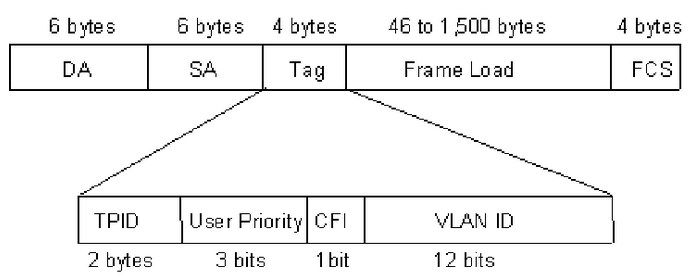 6 bytes 6 bytes 4 bytes 46 to 1,500 bytes 4 bytes
DA SA Tag Frame Load FCS
TPID User Priority CFI VLAN ID
2 bytes 3 bits 1bit 12 bits